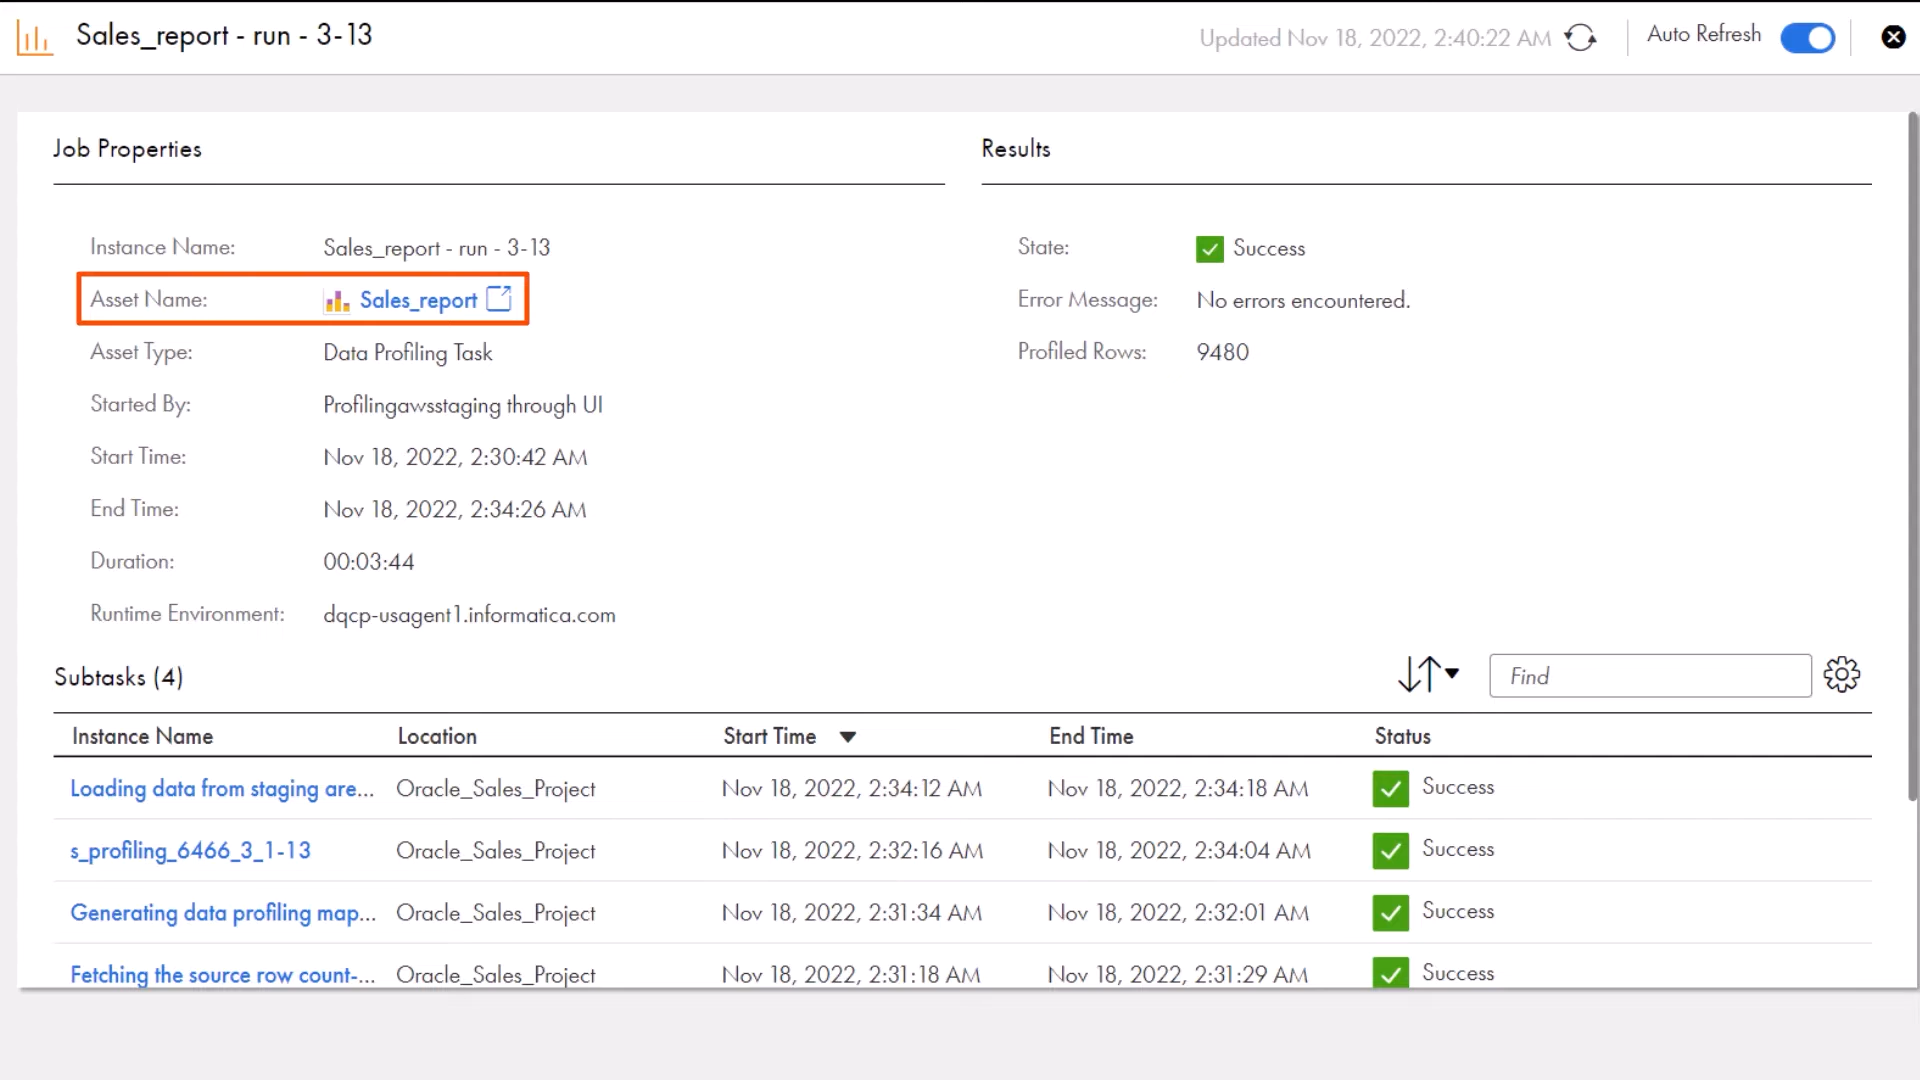 Sales_report - run - 3-13
Updated Nov 18, 2022, 2:40:22 AM
Auto Refresh
Job Properties
Instance Name: Sales_report - run - 3-13
Asset Name: Sales_report
Asset Type: Data Profiling Task
Started By: Profilingawsstaging through UI
Start Time: Nov 18, 2022, 2:30:42 AM
End Time: Nov 18, 2022, 2:34:26 AM
Duration: 00:03:44
Runtime Environment: dqcp-usagent1.informatica.com
Results
State: Success
Error Message: No errors encountered.
Profiled Rows: 9480
Subtasks (4)
Find
Instance Name Location Start Time End Time Status
Loading data from staging are... Oracle_Sales_Project Nov 18, 2022, 2:34:12 AM Nov 18, 2022, 2:34:18 AM Success
s_profiling_6466_3_1-13 Oracle_Sales_Project Nov 18, 2022, 2:32:16 AM Nov 18, 2022, 2:34:04 AM Success
Generating data profiling map... Oracle_Sales_Project Nov 18, 2022, 2:31:34 AM Nov 18, 2022, 2:32:01 AM Success
Fetching the source row count-... Oracle_Sales_Project Nov 18, 2022, 2:31:18 AM Nov 18, 2022, 2:31:29 AM Success